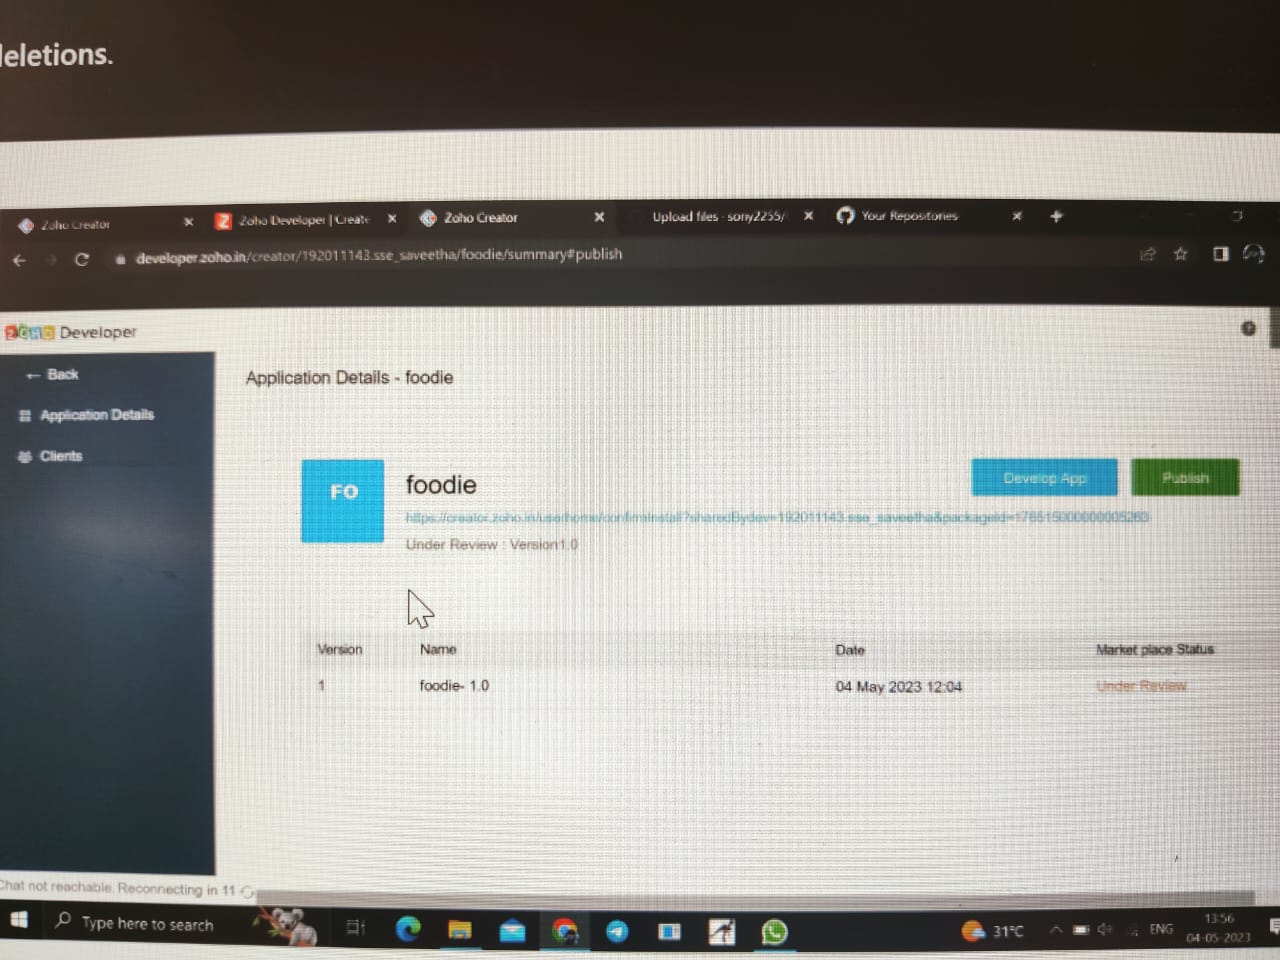 deletions.
Zoho Creator
Zoho Developer | Create
Zoho Creator
Upload files · sony2255/
Your Repositories
developer.zoho.in/creator/192011143.sse_saveetha/foodie/summary#publish
ZOHO Developer
← Back
Application Details - foodie
Application Details
Clients
FO
foodie
Develop App
Publish
https://creator.zoho.in/userhome/confirmInstall?sharedBydev=192011143.sse_saveetha&packageId=176515000000005263
Under Review : Version1.0
Version Name Date Market place Status
1 foodie- 1.0 04 May 2023 12:04 Under Review
Chat not reachable. Reconnecting in 11
Type here to search
31°C
ENG
13:56
04-05-2023